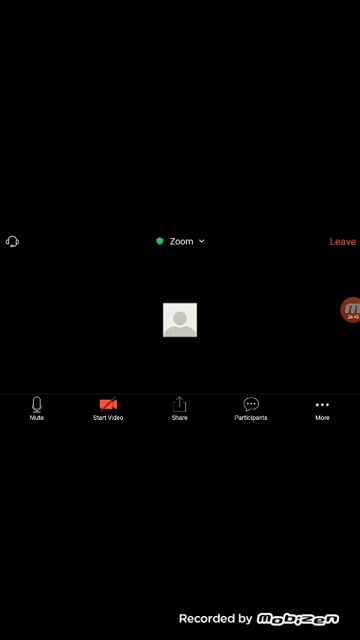 Zoom
Leave
Mute
Start Video
Share
Participants
More
Recorded by Mobizen